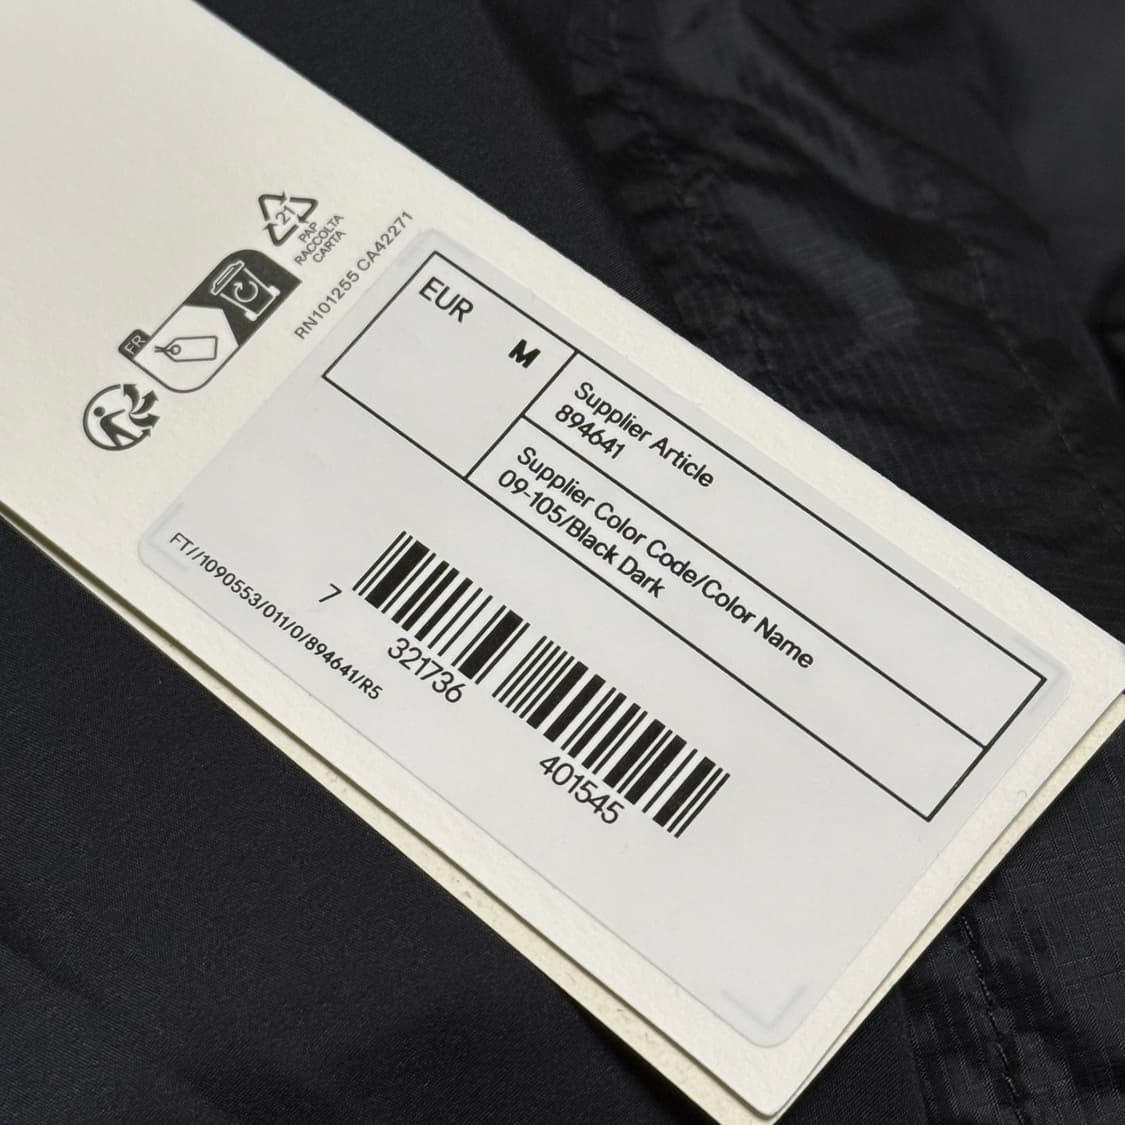 21
PAP
RACCOLTA
CARTA
FR
RN101255 CA42271
EUR
M
Supplier Article
894641
Supplier Color Code/Color Name
09-105/Black Dark
7 321736 401545
FT//1090553/011/0/894641/R5